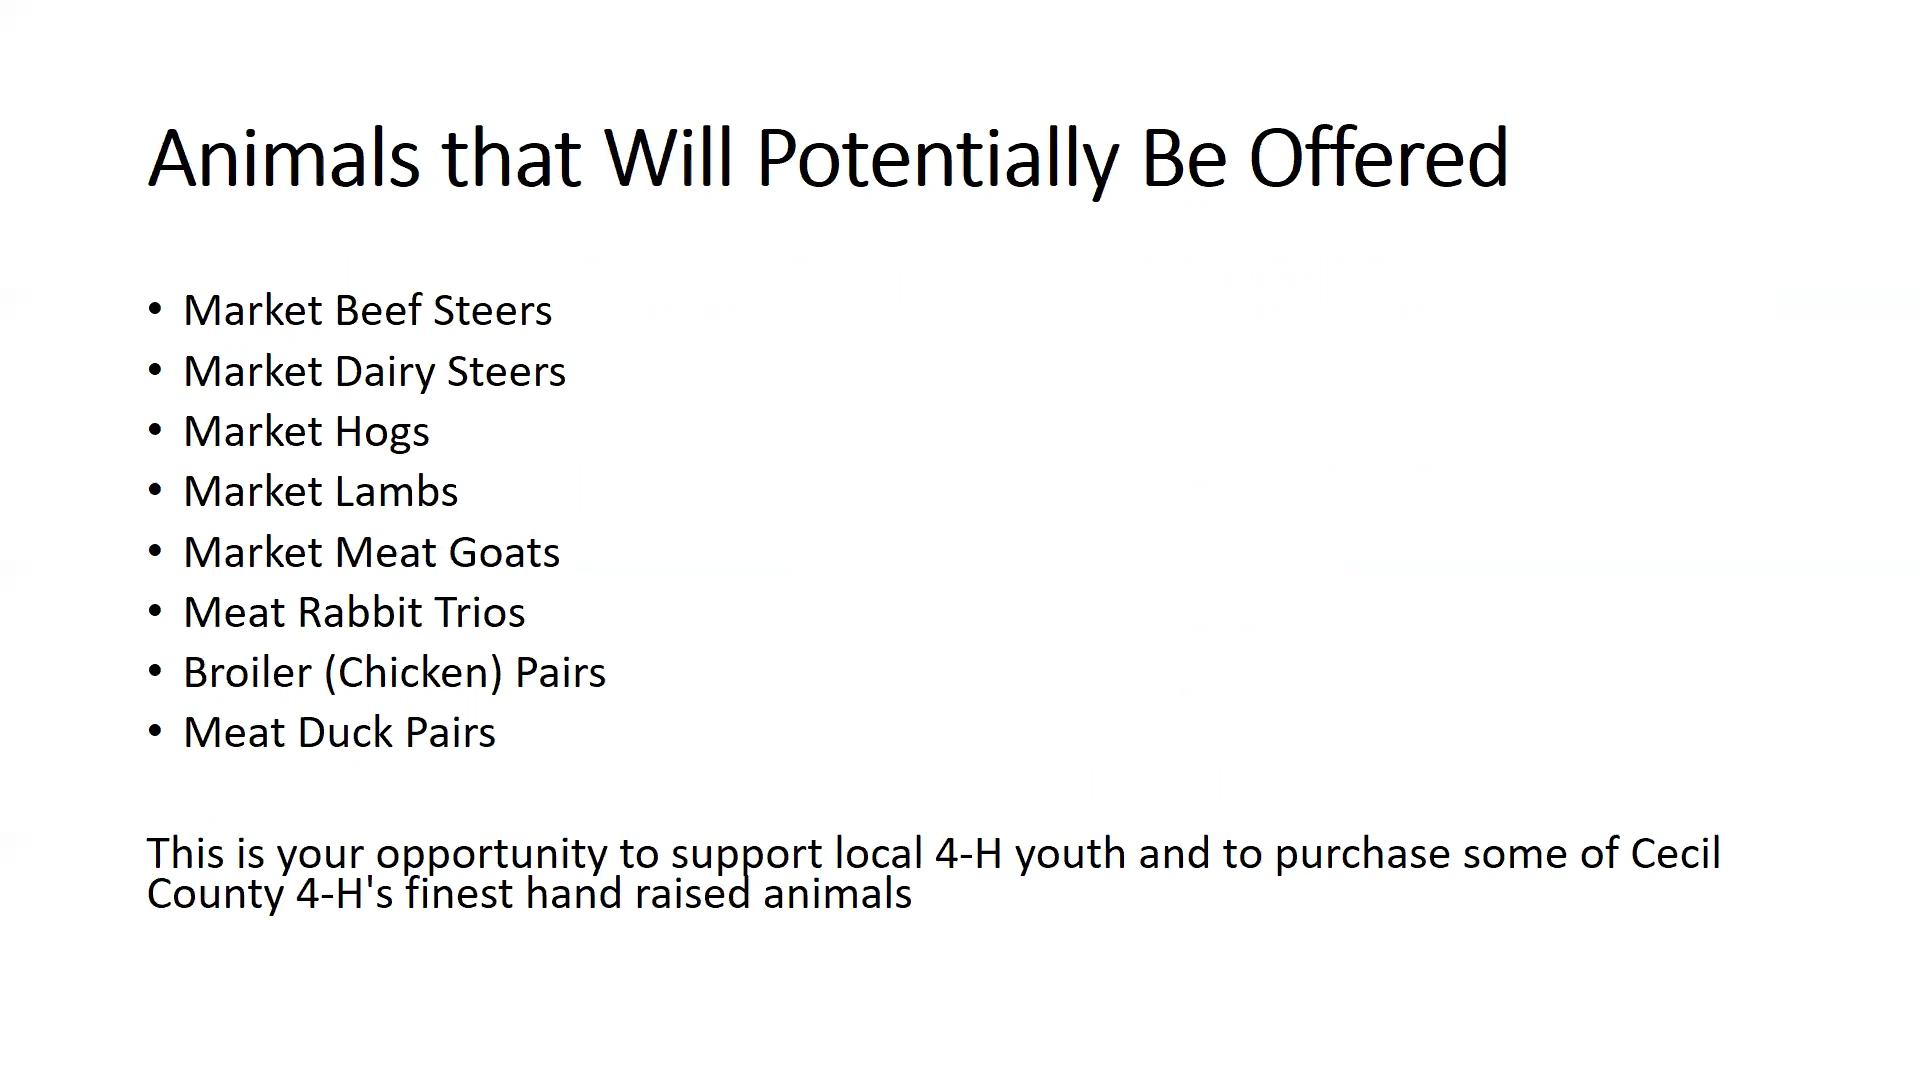 Animals that Will Potentially Be Offered
• Market Beef Steers
• Market Dairy Steers
• Market Hogs
• Market Lambs
• Market Meat Goats
• Meat Rabbit Trios
• Broiler (Chicken) Pairs
• Meat Duck Pairs
This is your opportunity to support local 4-H youth and to purchase some of Cecil
County 4-H's finest hand raised animals